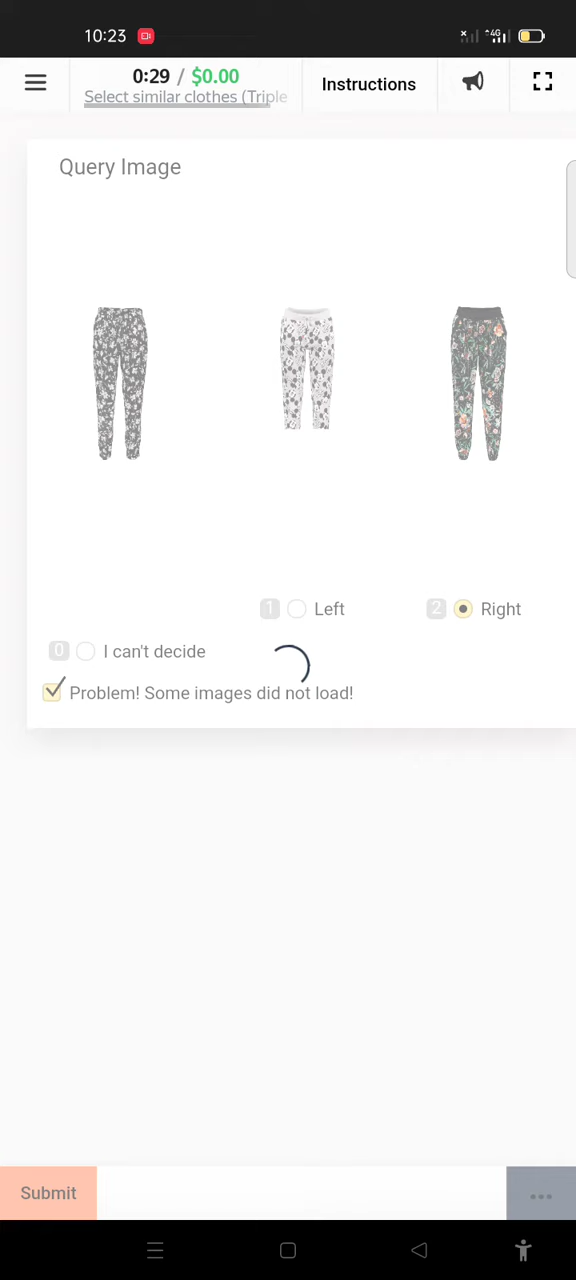 10:23
4G
0:29 / $0.00
Select similar clothes (Triple
Instructions
Query Image
1 Left
2 Right
0 I can't decide
Problem! Some images did not load!
Submit